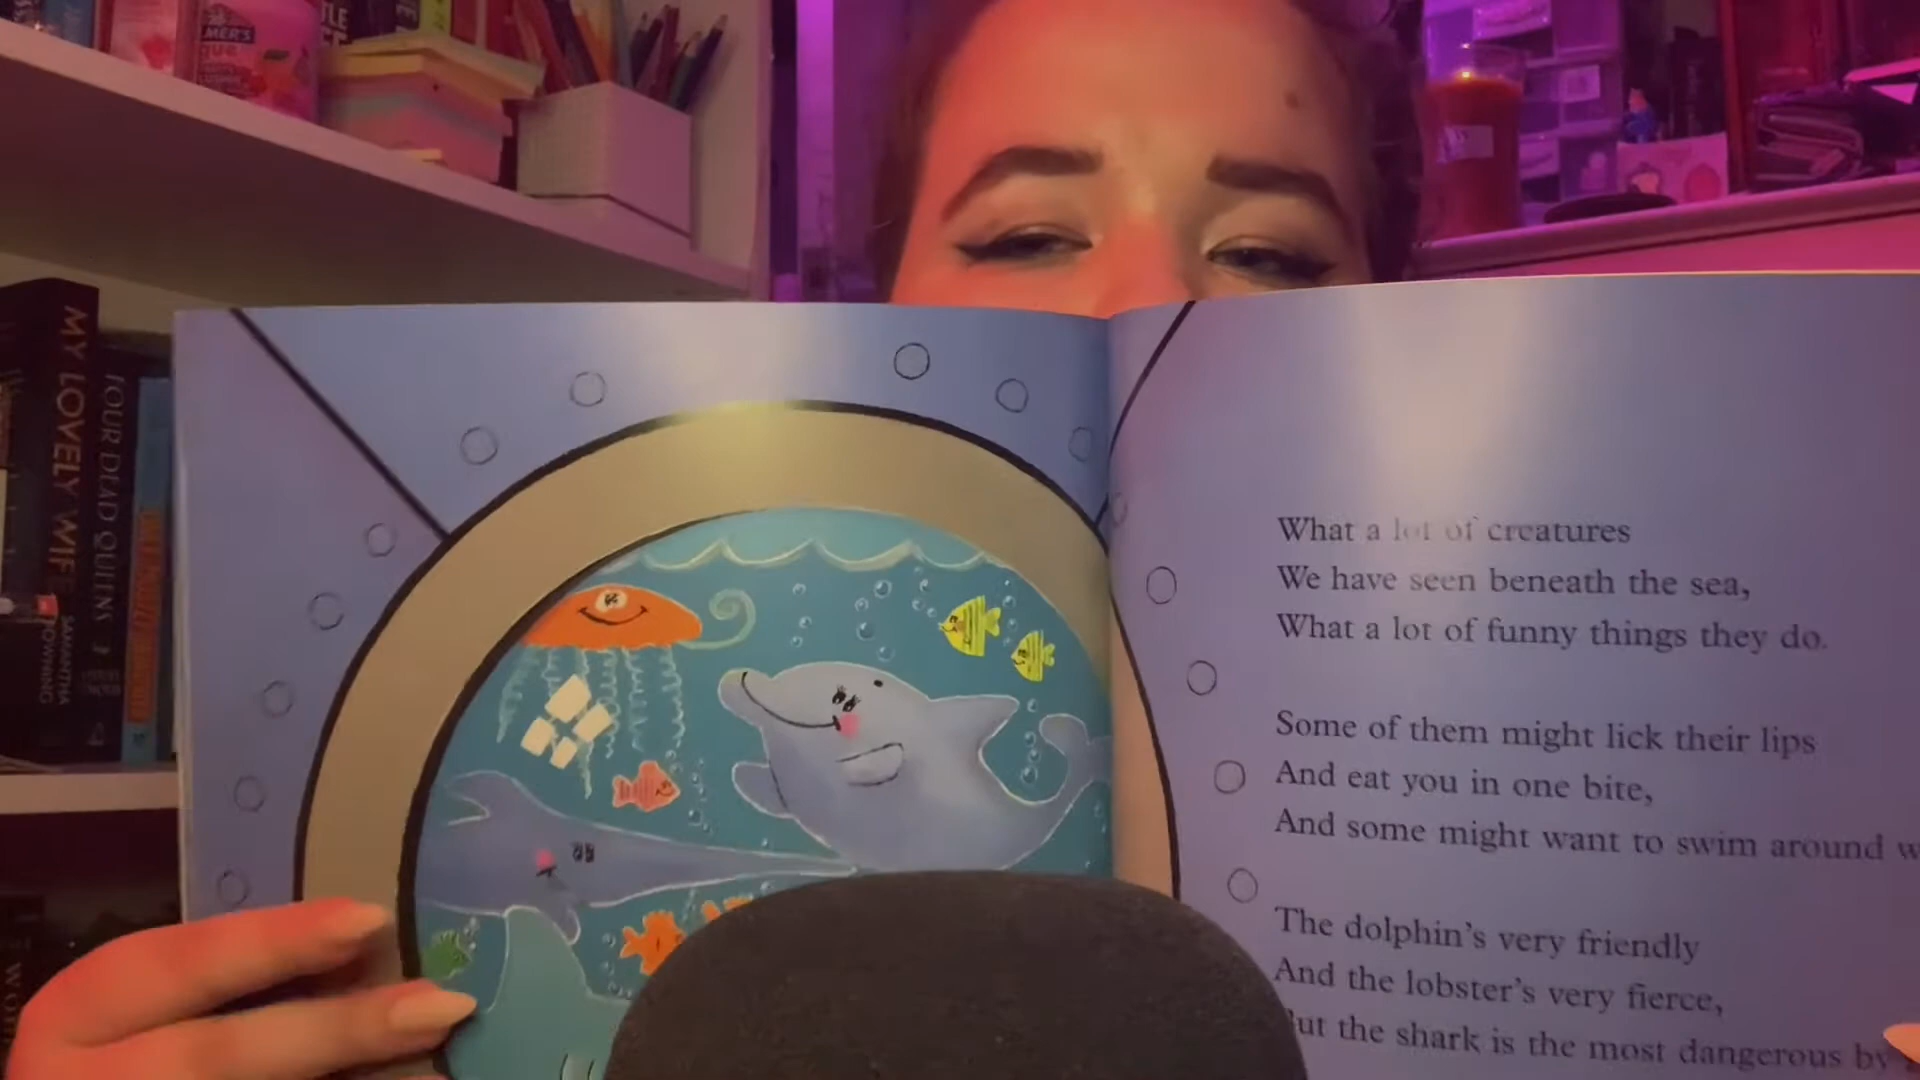 MER'S
MY LOVELY WIFE
SAMANTHA
DOWNING
FOUR DEAD QUEENS
What a lot of creatures
We have seen beneath the sea,
What a lot of funny things they do.
Some of them might lick their lips
And eat you in one bite,
And some might want to swim around
The dolphin's very friendly
And the lobster's very fierce,
But the shark is the most dangerous by